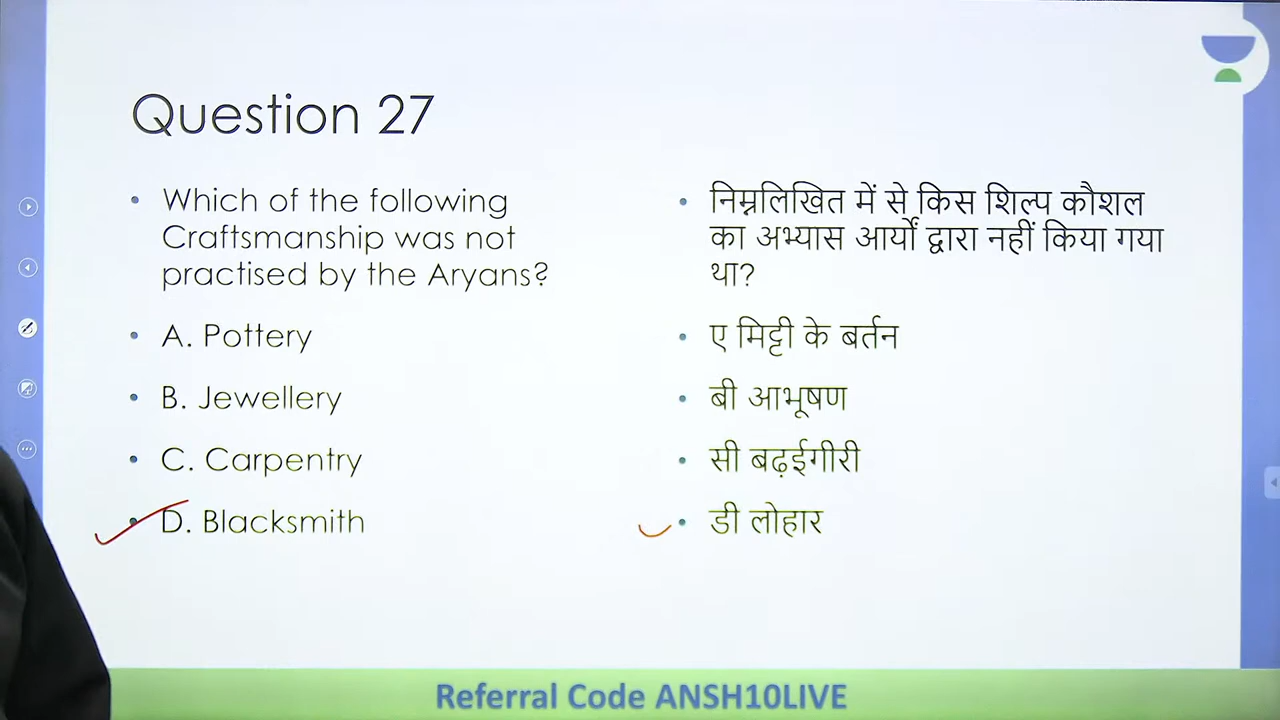 Question 27
Which of the following
Craftsmanship was not
practised by the Aryans?
A. Pottery
B. Jewellery
C. Carpentry
D. Blacksmith
निम्नलिखित में से किस शिल्प कौशल
का अभ्यास आर्यों द्वारा नहीं किया गया
था?
ए मिट्टी के बर्तन
बी आभूषण
सी बढ़ईगीरी
डी लोहार
Referral Code ANSH10LIVE